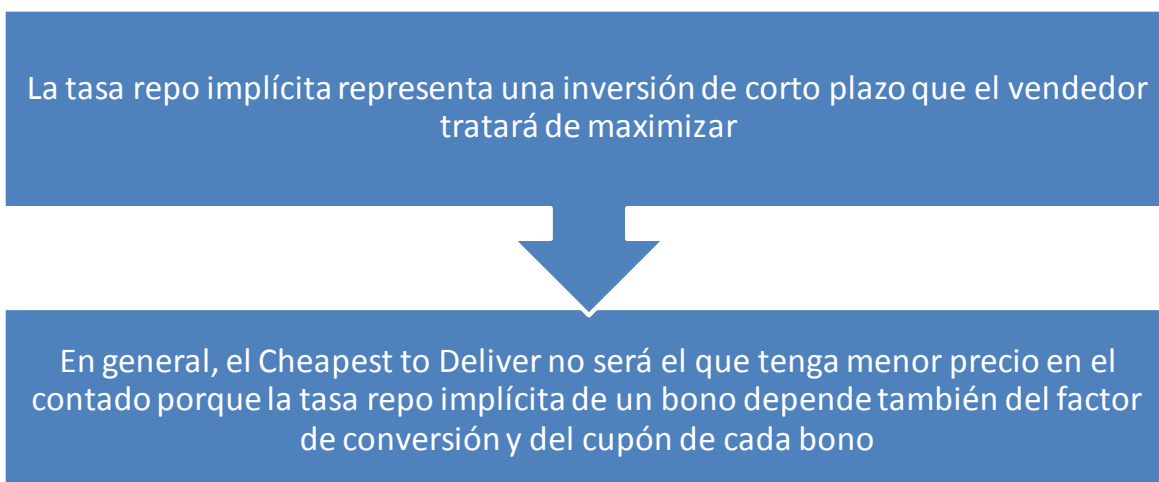 La tasa repo implícita representa una inversión de corto plazo que el vendedor
tratará de maximizar
En general, el Cheapest to Deliver no será el que tenga menor precio en el
contado porque la tasa repo implícita de un bono depende también del factor
de conversión y del cupón de cada bono